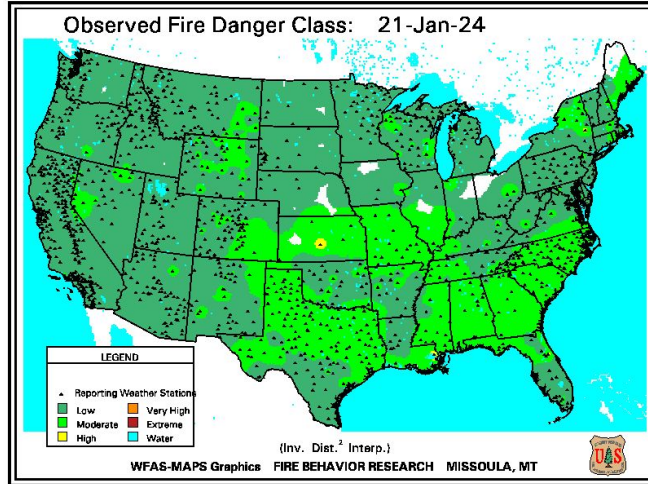 Observed Fire Danger Class: 21-Jan-24
LEGEND
Reporting Weather Stations
Low
Very High
Moderate
Extreme
High
Water
(Inv. Dist.² Interp.)
WFAS-MAPS Graphics FIRE BEHAVIOR RESEARCH MISSOULA, MT
U S